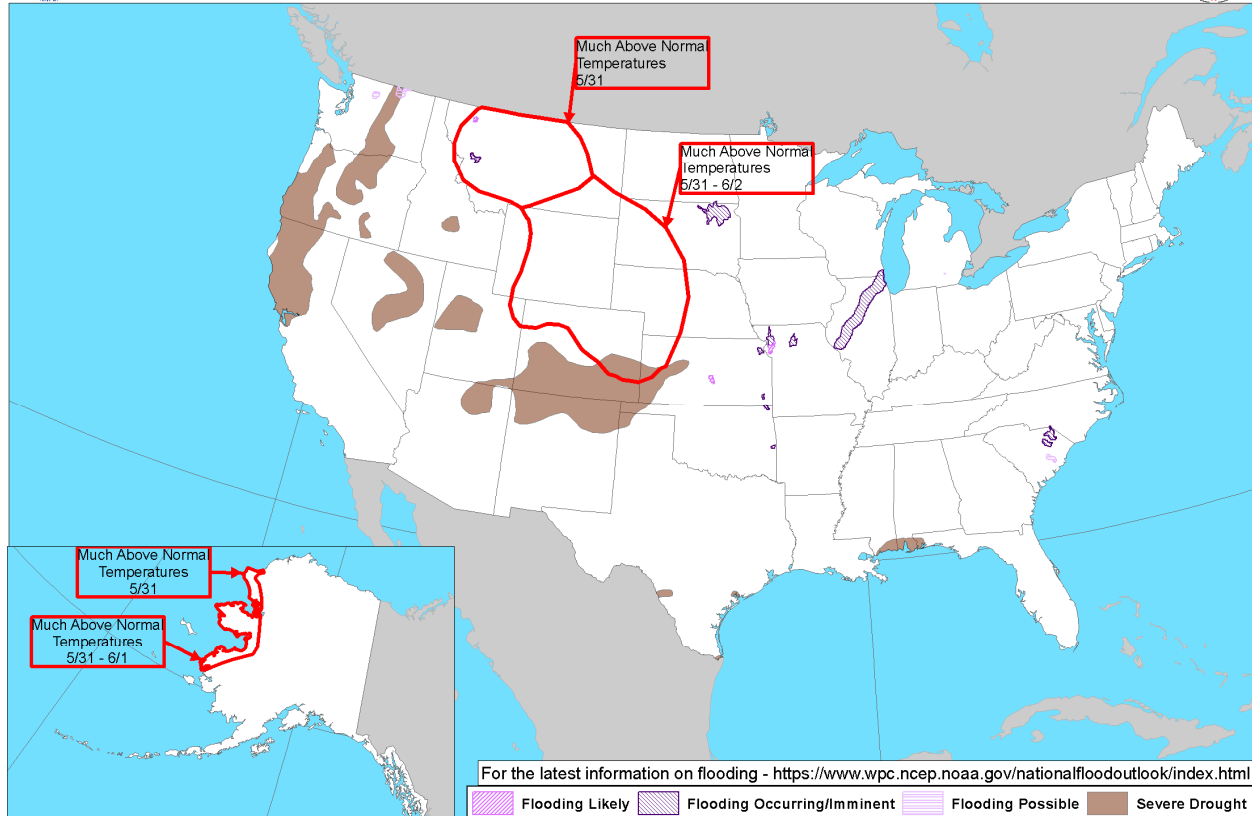 Much Above Normal
Temperatures
5/31
Much Above Normal
Temperatures
5/31 - 6/2
Much Above Normal
Temperatures
5/31
Much Above Normal
Temperatures
5/31 - 6/1
For the latest information on flooding - https://www.wpc.ncep.noaa.gov/nationalfloodoutlook/index.html
Flooding Likely
Flooding Occurring/Imminent
Flooding Possible
Severe Drought